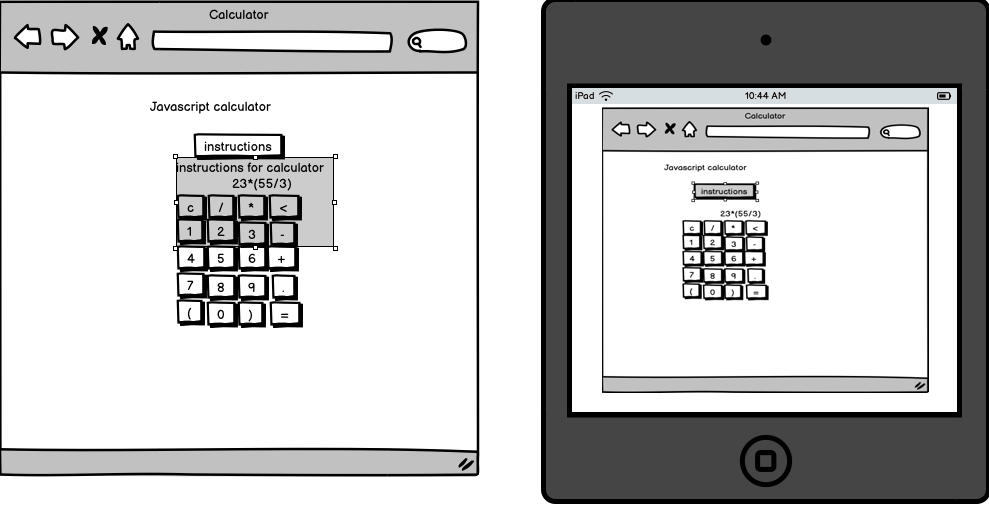 Calculator
Javascript calculator
instructions
instructions for calculator
23*(55/3)
c / * <
1 2 3 -
4 5 6 +
7 8 9 .
( 0 ) =
iPad 10:44 AM
Calculator
Javascript calculator
instructions
23*(55/3)
c / * <
1 2 3 -
4 5 6 +
7 8 9 .
( 0 ) =